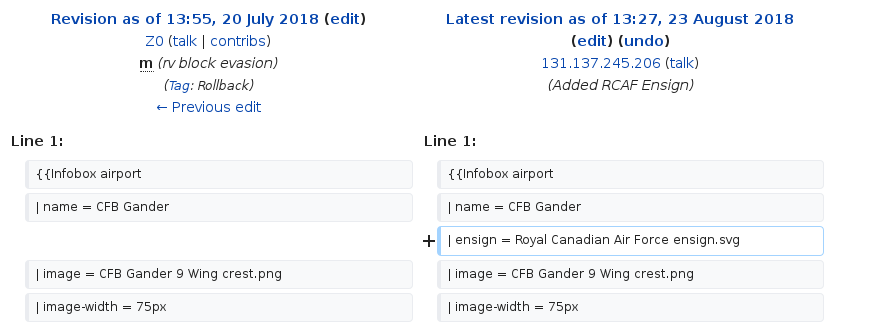 Revision as of 13:55, 20 July 2018 (edit)
Z0 (talk | contribs)
m (rv block evasion)
(Tag: Rollback)
← Previous edit
Latest revision as of 13:27, 23 August 2018
(edit) (undo)
131.137.245.206 (talk)
(Added RCAF Ensign)
Line 1:
Line 1:
{{Infobox airport
{{Infobox airport
| name = CFB Gander
| name = CFB Gander
+ | ensign = Royal Canadian Air Force ensign.svg
| image = CFB Gander 9 Wing crest.png
| image = CFB Gander 9 Wing crest.png
| image-width = 75px
| image-width = 75px